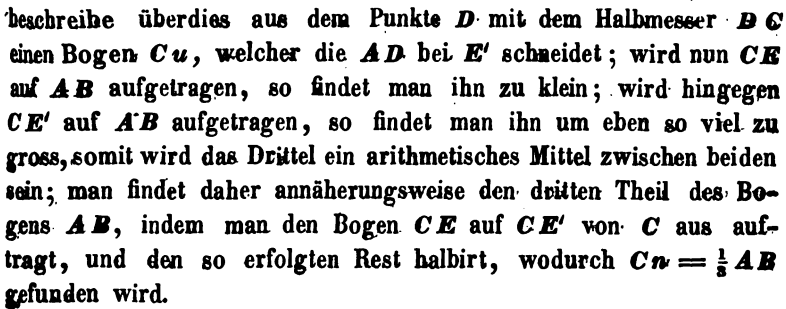 beschreibe überdies aus dem Punkte D mit dem Halbmesser DC
einen Bogen Cu, welcher die AD bei E' schneidet; wird nun CE
auf AB aufgetragen, so findet man ihn zu klein; wird hingegen
CE' auf AB aufgetragen, so findet man ihn um eben so viel zu
gross, somit wird das Drittel ein arithmetisches Mittel zwischen beiden
sein; man findet daher annäherungsweise den dritten Theil des Bo-
gens AB, indem man den Bogen CE auf CE' von C aus auf-
tragt, und den so erfolgten Rest halbirt, wodurch Cn = ⅓ AB
gefunden wird.